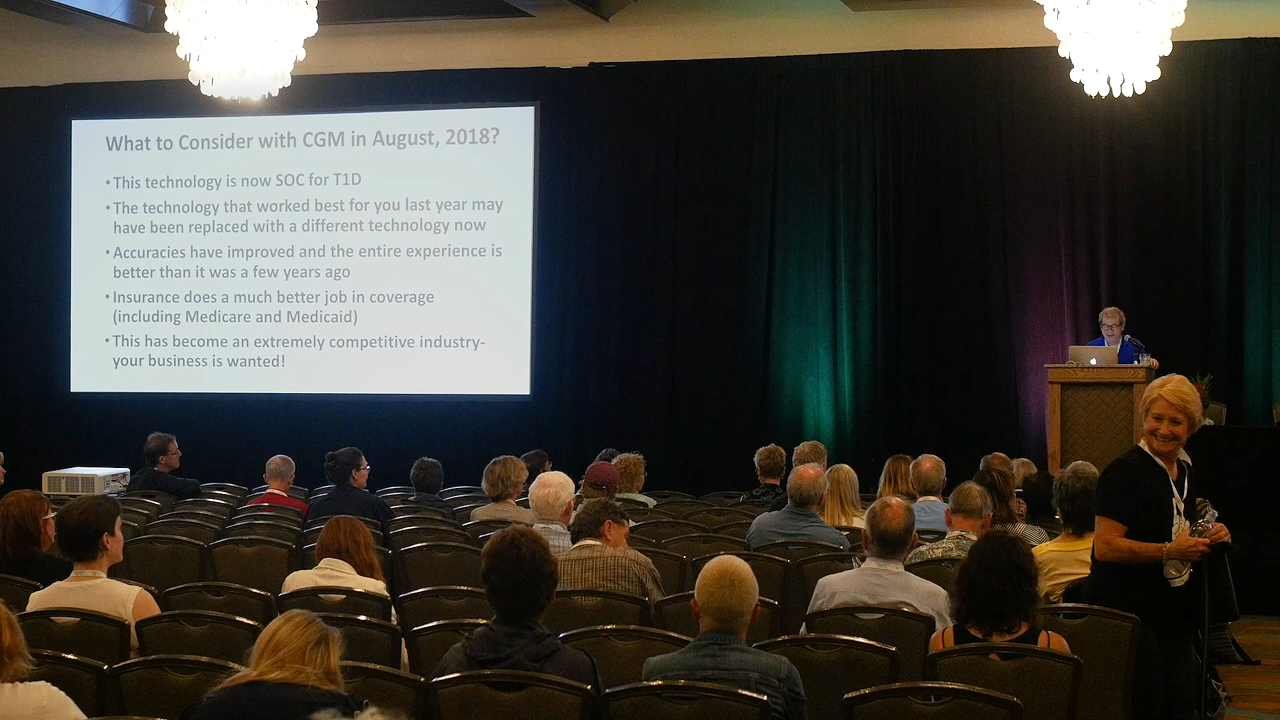 What to Consider with CGM in August, 2018?
• This technology is now SOC for T1D
• The technology that worked best for you last year may
have been replaced with a different technology now
• Accuracies have improved and the entire experience is
better than it was a few years ago
• Insurance does a much better job in coverage
(including Medicare and Medicaid)
• This has become an extremely competitive industry-
your business is wanted!